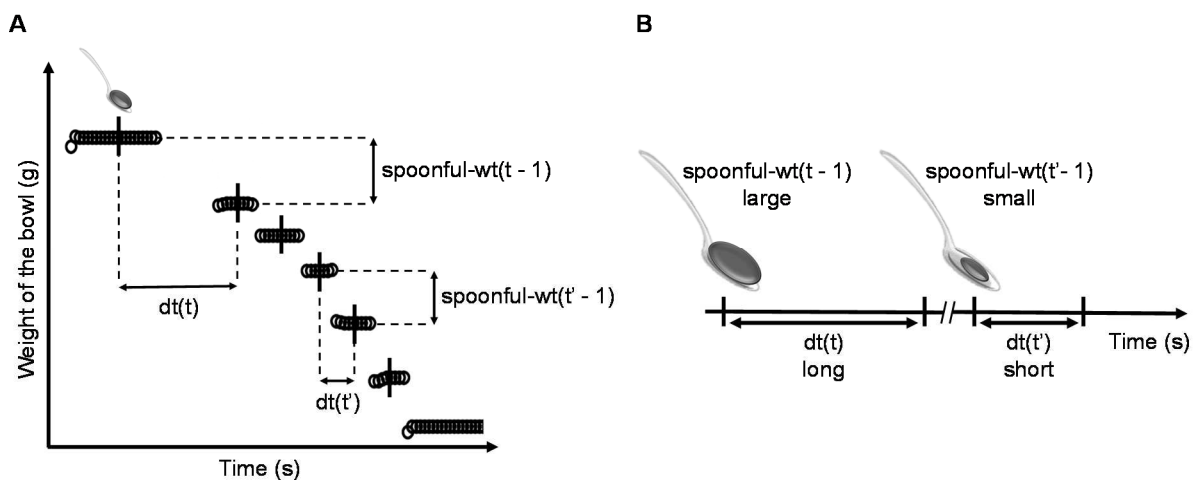 A
Weight of the bowl (g)
spoonful-wt(t - 1)
dt(t)
spoonful-wt(t' - 1)
dt(t')
Time (s)
B
spoonful-wt(t - 1)
large
spoonful-wt(t'- 1)
small
dt(t)
long
dt(t')
short
Time (s)